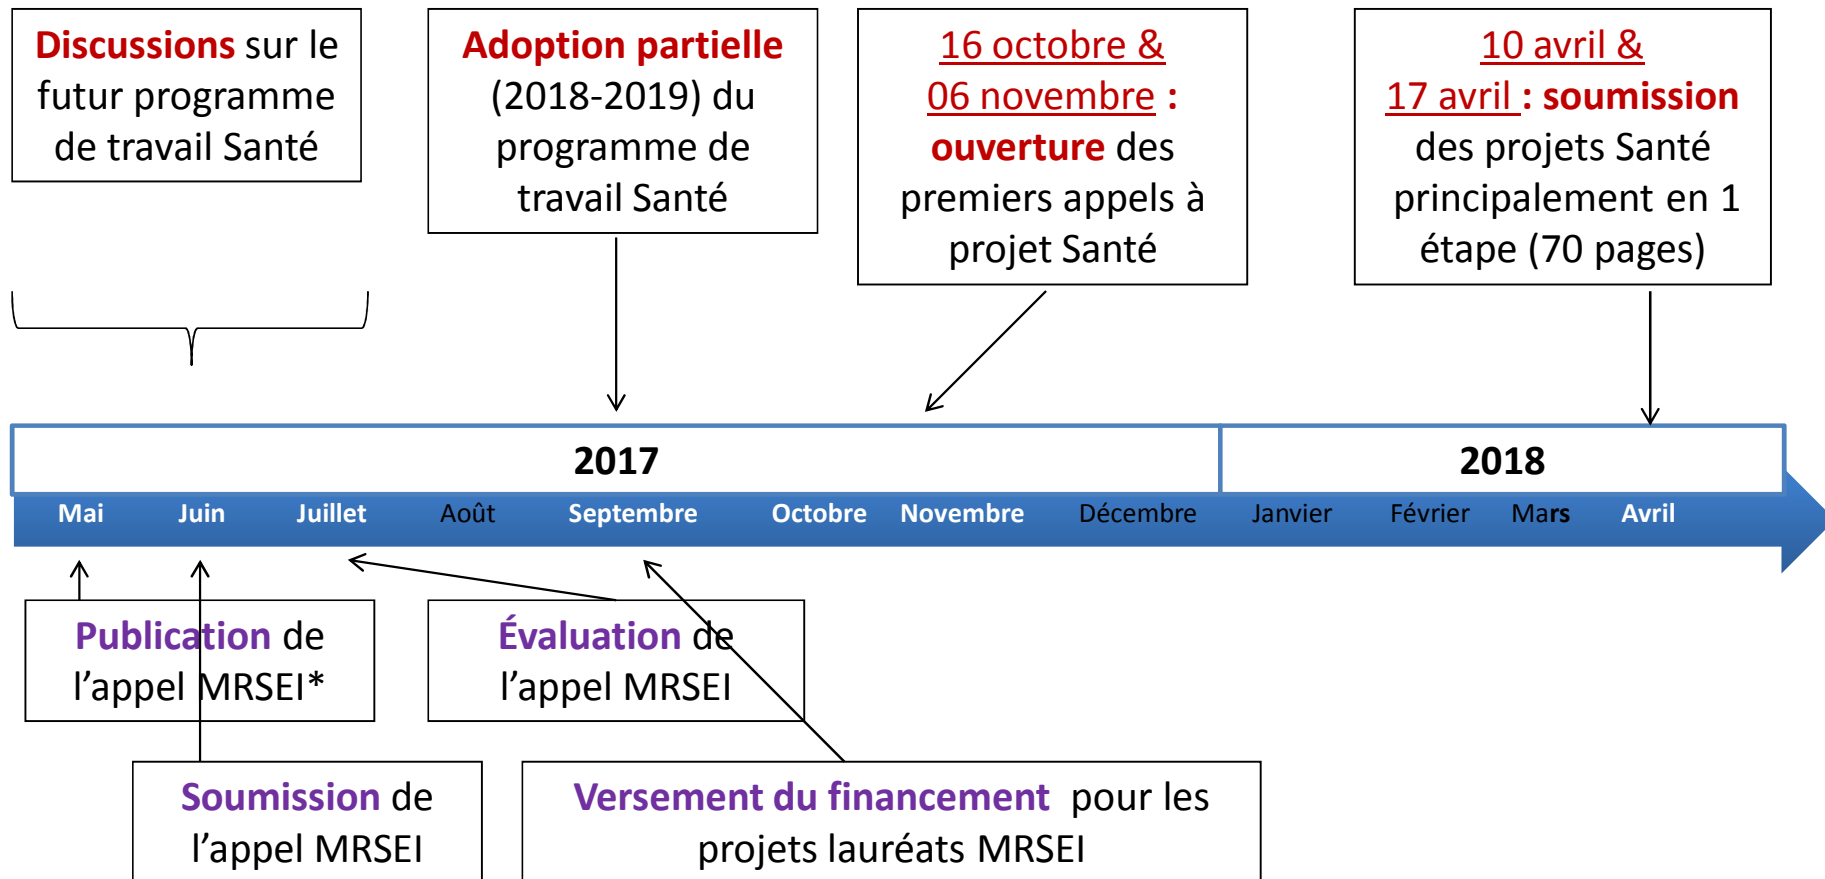 Discussions sur le
futur programme
de travail Santé
Adoption partielle
(2018-2019) du
programme de
travail Santé
16 octobre &
06 novembre :
ouverture des
premiers appels à
projet Santé
10 avril &
17 avril : soumission
des projets Santé
principalement en 1
étape (70 pages)
2017
2018
Mai Juin Juillet Août Septembre Octobre Novembre Décembre Janvier Février Mars Avril
Publication de
l’appel MRSEI*
Évaluation de
l’appel MRSEI
Soumission de
l’appel MRSEI
Versement du financement pour les
projets lauréats MRSEI